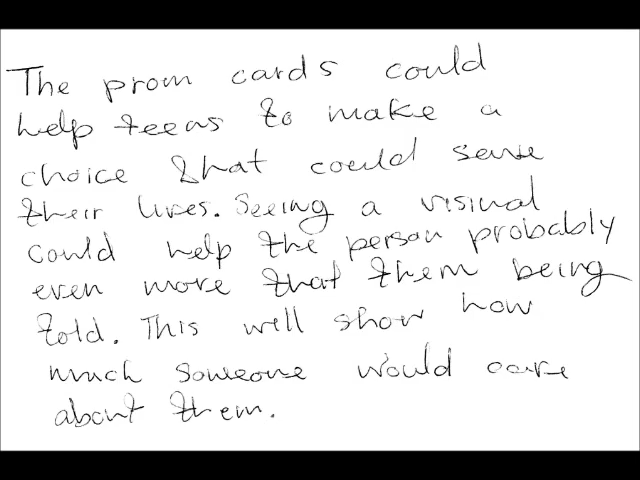 The prom cards could
help teens to make a
choice that could save
their lives. Seeing a visiual
could help the person probably
even more that them being
told. This will show how
much someone would care
about them.